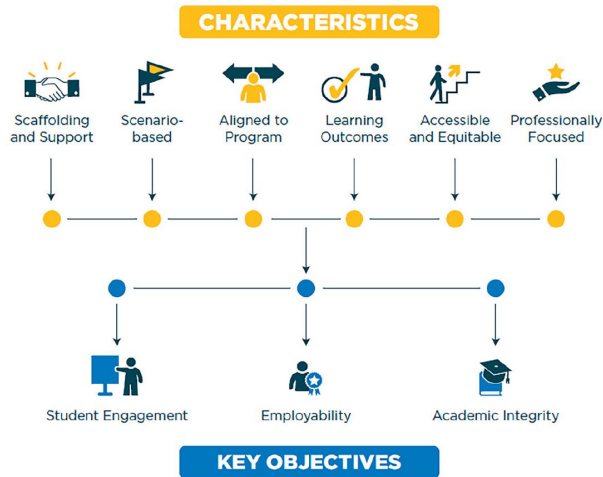 CHARACTERISTICS
Scaffolding
and Support
Scenario-
based
Aligned to
Program
Learning
Outcomes
Accessible
and Equitable
Professionally
Focused
Student Engagement
Employability
Academic Integrity
KEY OBJECTIVES